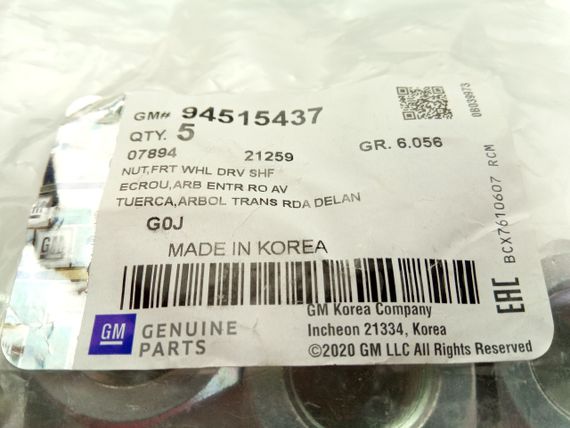 GM# 94515437
QTY. 5
07894 21259 GR. 6.056
NUT,FRT WHL DRV SHF
ECROU,ARB ENTR RO AV
TUERCA,ARBOL TRANS RDA DELAN
G0J
MADE IN KOREA
GM GENUINE
PARTS
GM Korea Company
Incheon 21334, Korea
©2020 GM LLC All Rights Reserved
0B039973
BCX7610607 RCM
EAC
GM